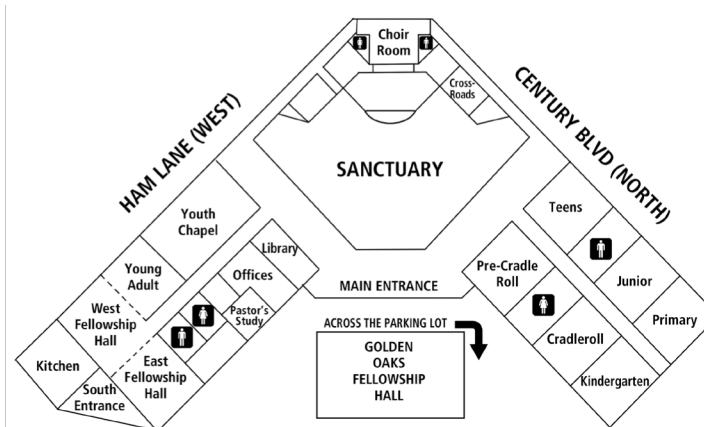 Choir
Room
Cross-
Roads
HAM LANE (WEST)
CENTURY BLVD (NORTH)
SANCTUARY
Youth
Chapel
Teens
Young
Adult
Library
Offices
Pastor's
Study
MAIN ENTRANCE
Pre-Cradle
Roll
Junior
Primary
West
Fellowship
Hall
East
Fellowship
Hall
Kitchen
South
Entrance
Cradleroll
Kindergarten
ACROSS THE PARKING LOT
GOLDEN
OAKS
FELLOWSHIP
HALL